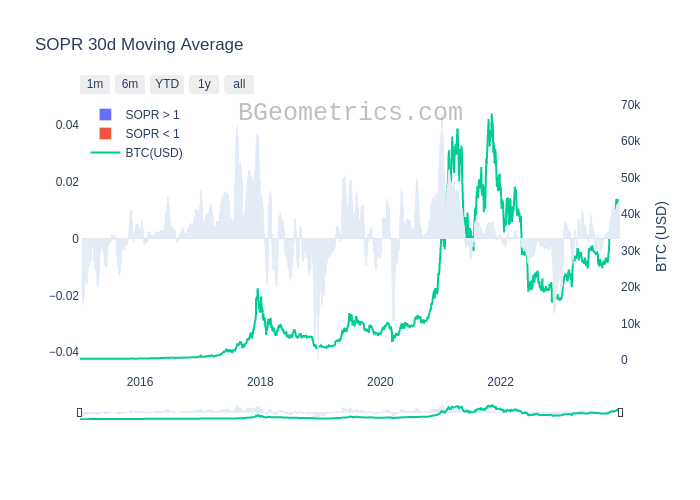 SOPR 30d Moving Average
1m 6m YTD 1y all
BGeometrics.com
SOPR > 1
SOPR < 1
BTC(USD)
0.04
0.02
0
−0.02
−0.04
70k
60k
50k
40k
30k
20k
10k
0
BTC (USD)
2016 2018 2020 2022